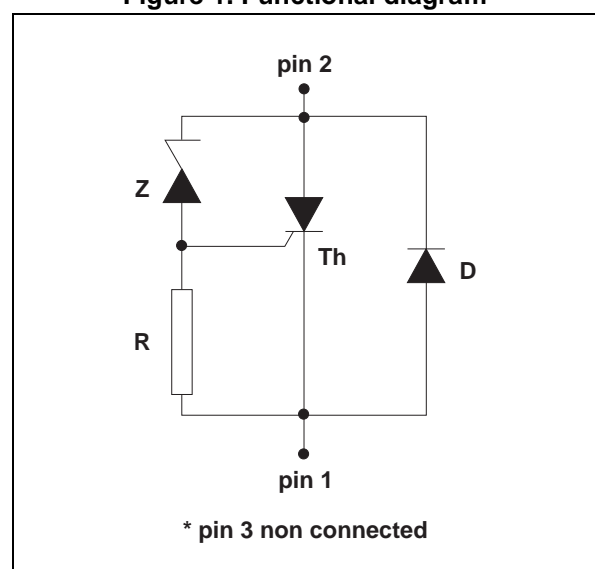 Figure 1. Functional diagram
pin 2
Z
Th
D
R
pin 1
* pin 3 non connected